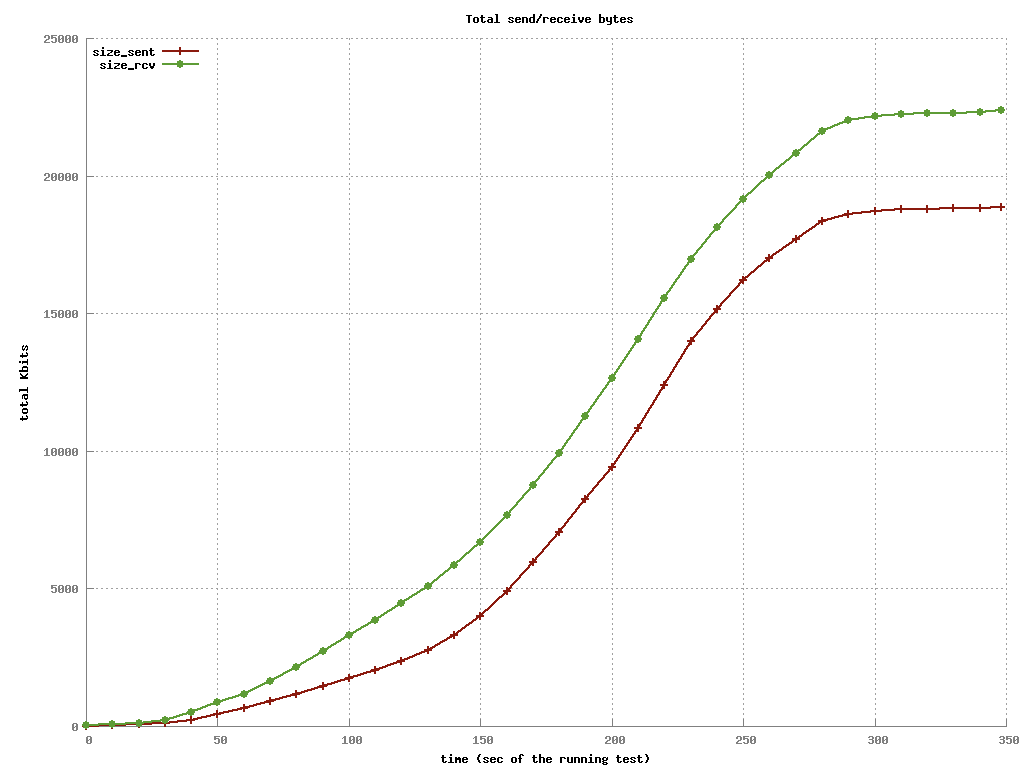 Total send/receive bytes
25000
size_sent
size_rcv
20000
15000
total Kbits
10000
5000
0
0 50 100 150 200 250 300 350
time (sec of the running test)